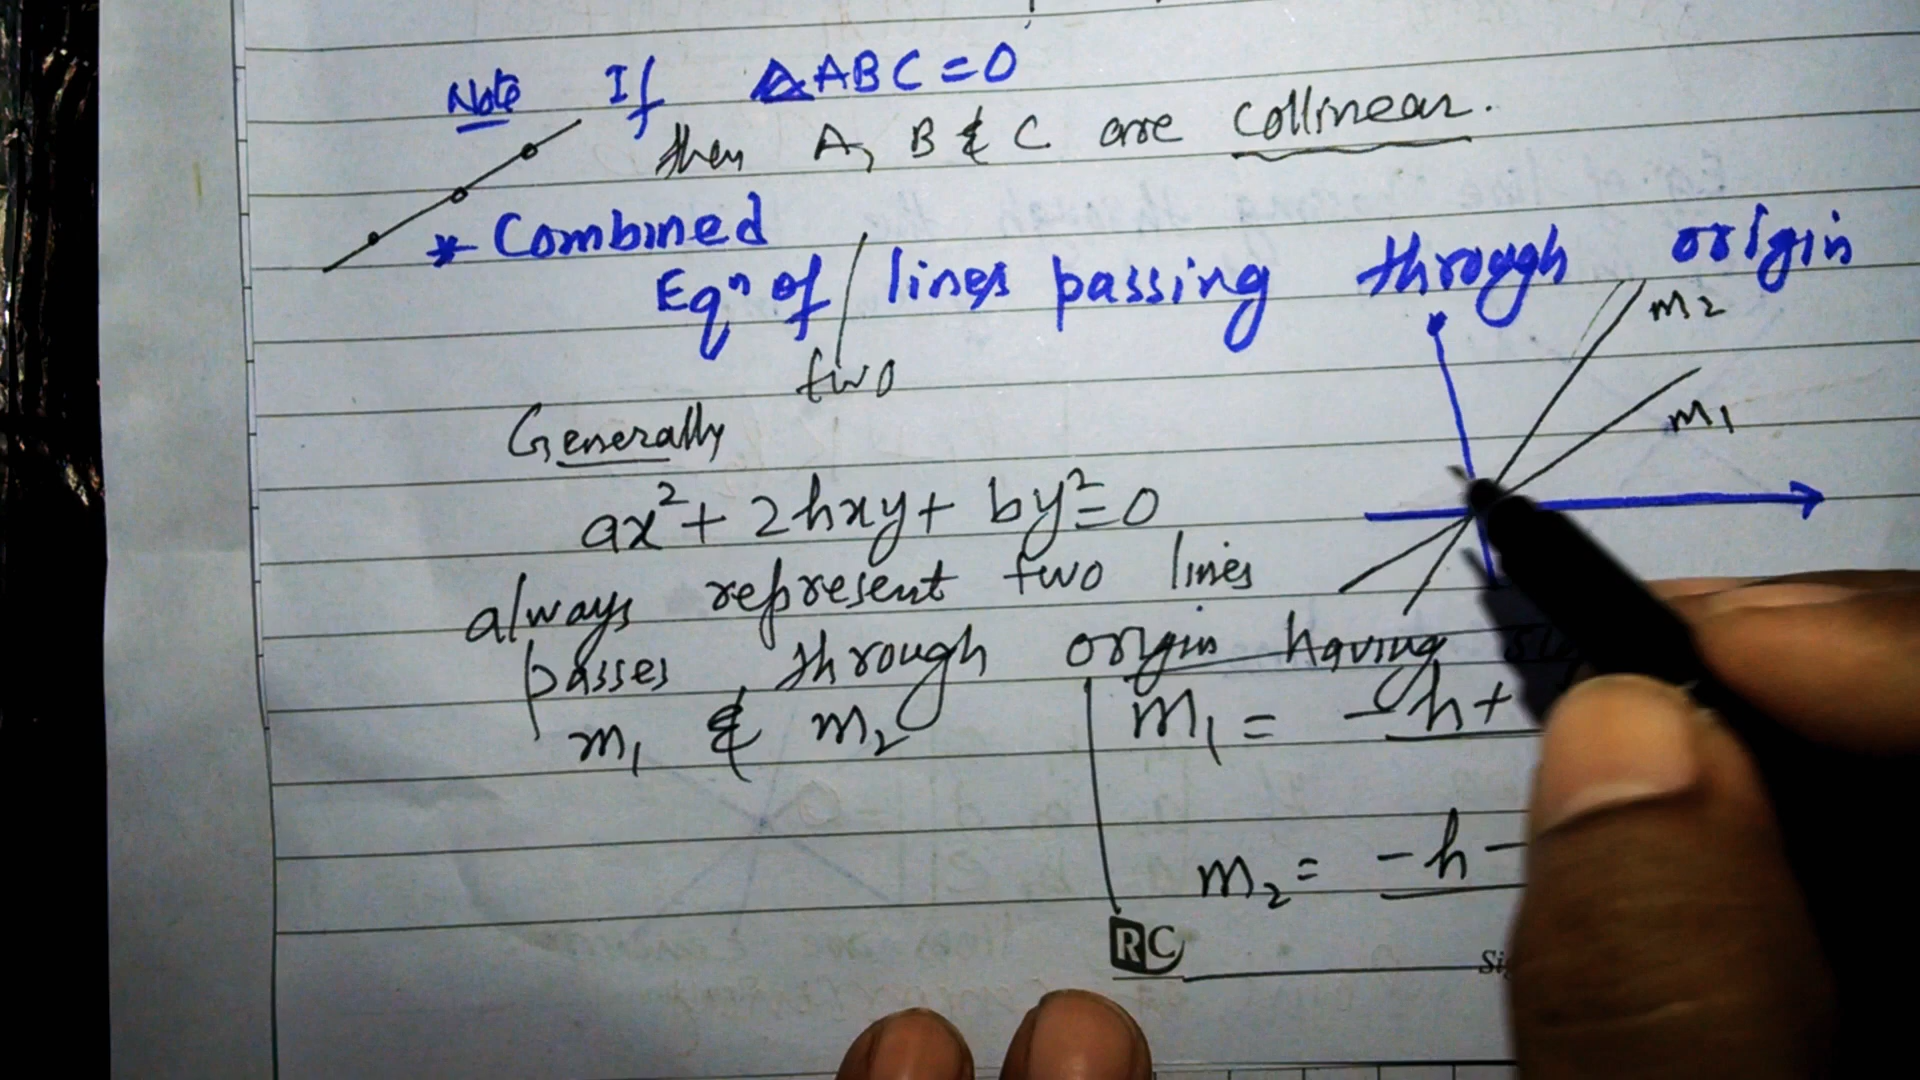 Note If ΔABC=0
then A, B & C are collinear.
* Combined
Eqⁿ of / lines passing through origin
two
m2
m1
Generally
ax²+ 2hxy+ by²=0
always represent two lines
passes through origin having
m₁ & m₂
m₁ = -h+
m₂ = -h-
RC